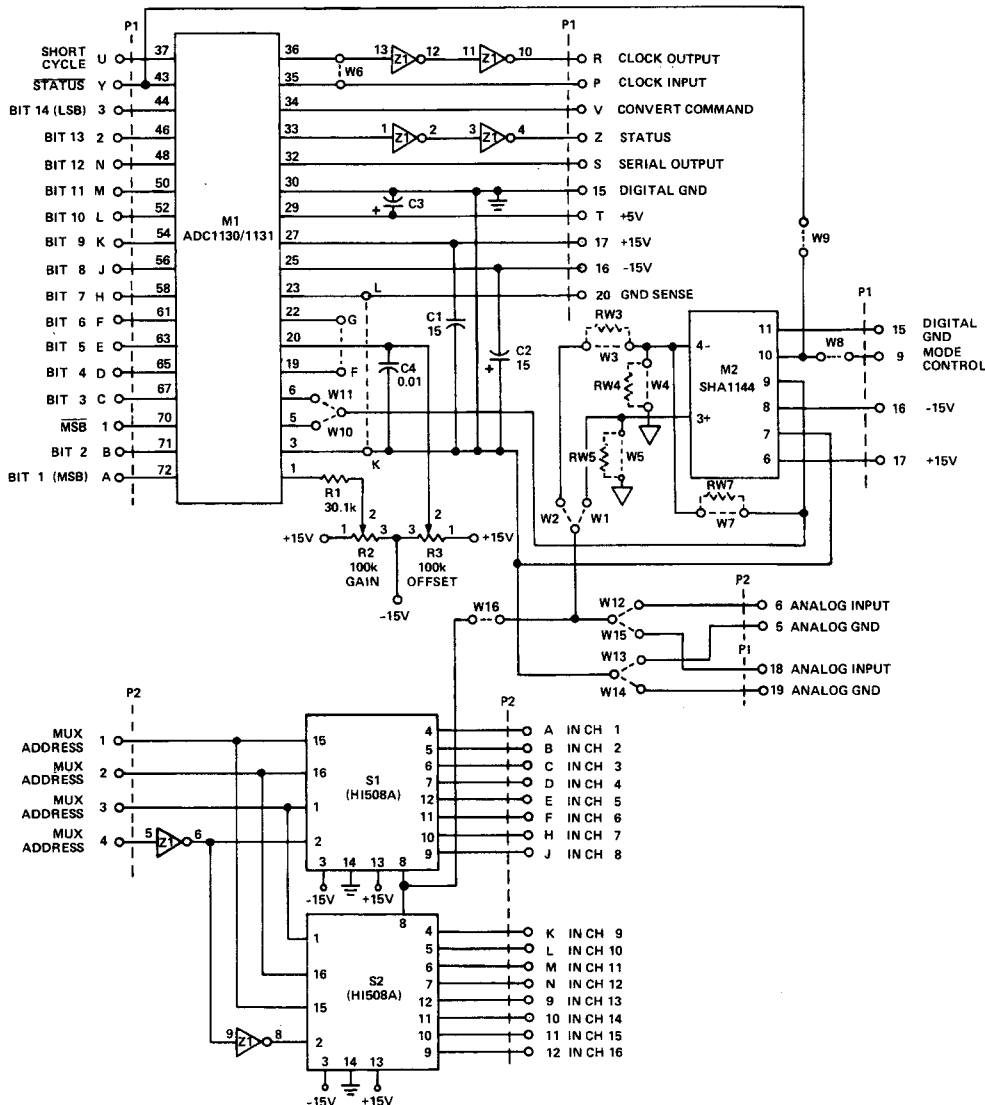 P1
P1
SHORT CYCLE U 37
STATUS Y 43
BIT 14 (LSB) 3 44
BIT 13 2 46
BIT 12 N 48
BIT 11 M 50
BIT 10 L 52
BIT 9 K 54
BIT 8 J 56
BIT 7 H 58
BIT 6 F 61
BIT 5 E 63
BIT 4 D 65
BIT 3 C 67
MSB 1 70
BIT 2 B 71
BIT 1 (MSB) A 72
M1
ADC1130/1131
36 13 Z1 12 11 Z1 10 R CLOCK OUTPUT
W6
35 P CLOCK INPUT
34 V CONVERT COMMAND
33 1 Z1 2 3 Z1 4 Z STATUS
32 S SERIAL OUTPUT
30 15 DIGITAL GND
+ C3
29 T +5V
27 17 +15V
25 16 -15V
23 L 20 GND SENSE
22 G
20
19 F
6 W11
5 W10
3 K
1
C4
0.01
C1
15
C2
15
+
R1
30.1k
+15V 1 2 3
R2
100k
GAIN
3 2 1 +15V
R3
100k
OFFSET
-15V
W9
P1
RW3
W3
RW4
W4
RW5
W5
W2
W1
4-
3+
M2
SHA1144
11 15 DIGITAL GND
10 W8 9 MODE CONTROL
9
8 16 -15V
7
6 17 +15V
RW7
W7
P2
W16
W12 6 ANALOG INPUT
5 ANALOG GND
W15
P1
W13 18 ANALOG INPUT
W14 19 ANALOG GND
P2
P2
MUX ADDRESS 1
MUX ADDRESS 2
MUX ADDRESS 3
MUX ADDRESS 4 5 Z1 6
15
16
1
2
S1
(HI508A)
4 A IN CH 1
5 B IN CH 2
6 C IN CH 3
7 D IN CH 4
12 E IN CH 5
11 F IN CH 6
10 H IN CH 7
9 J IN CH 8
3 14 13 8
-15V +15V
8
1
16
15
9 Z1 8 2
S2
(HI508A)
4 K IN CH 9
5 L IN CH 10
6 M IN CH 11
7 N IN CH 12
12 9 IN CH 13
11 10 IN CH 14
10 11 IN CH 15
9 12 IN CH 16
3 14 13
-15V +15V